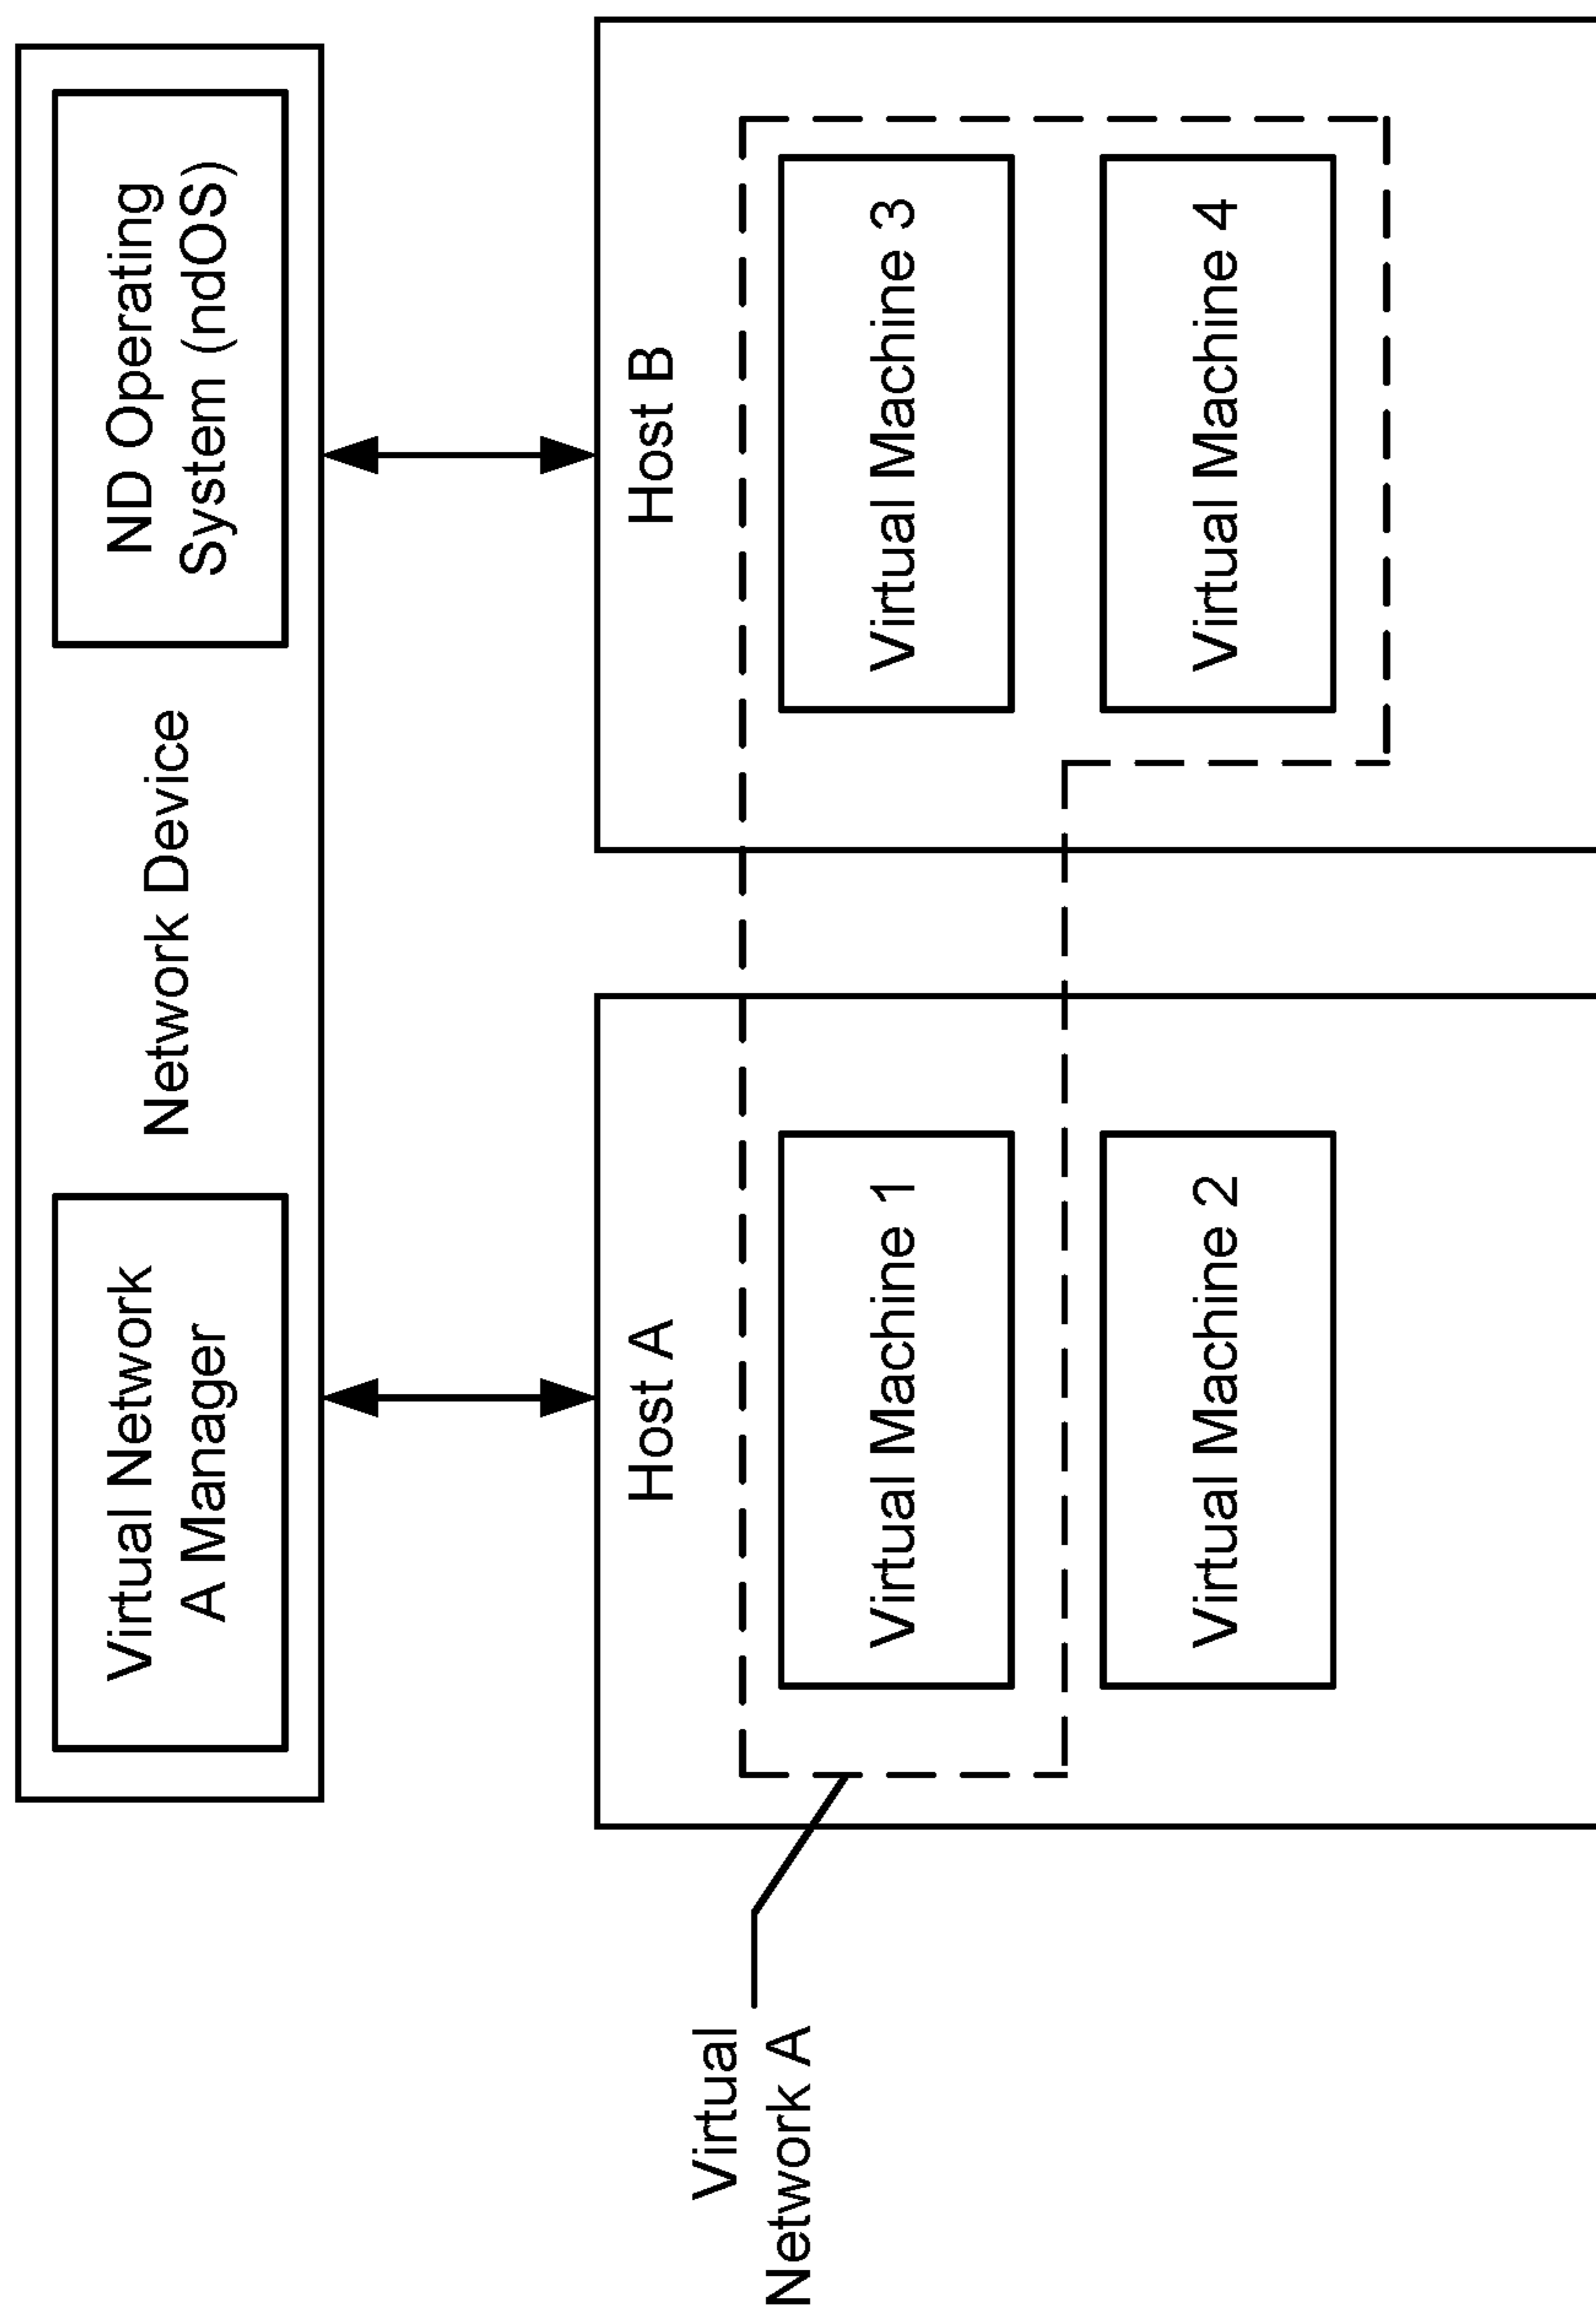 Virtual Network
A Manager
Network Device
ND Operating
System (ndOS)
Host A
Host B
Virtual
Network A
Virtual Machine 1
Virtual Machine 3
Virtual Machine 2
Virtual Machine 4